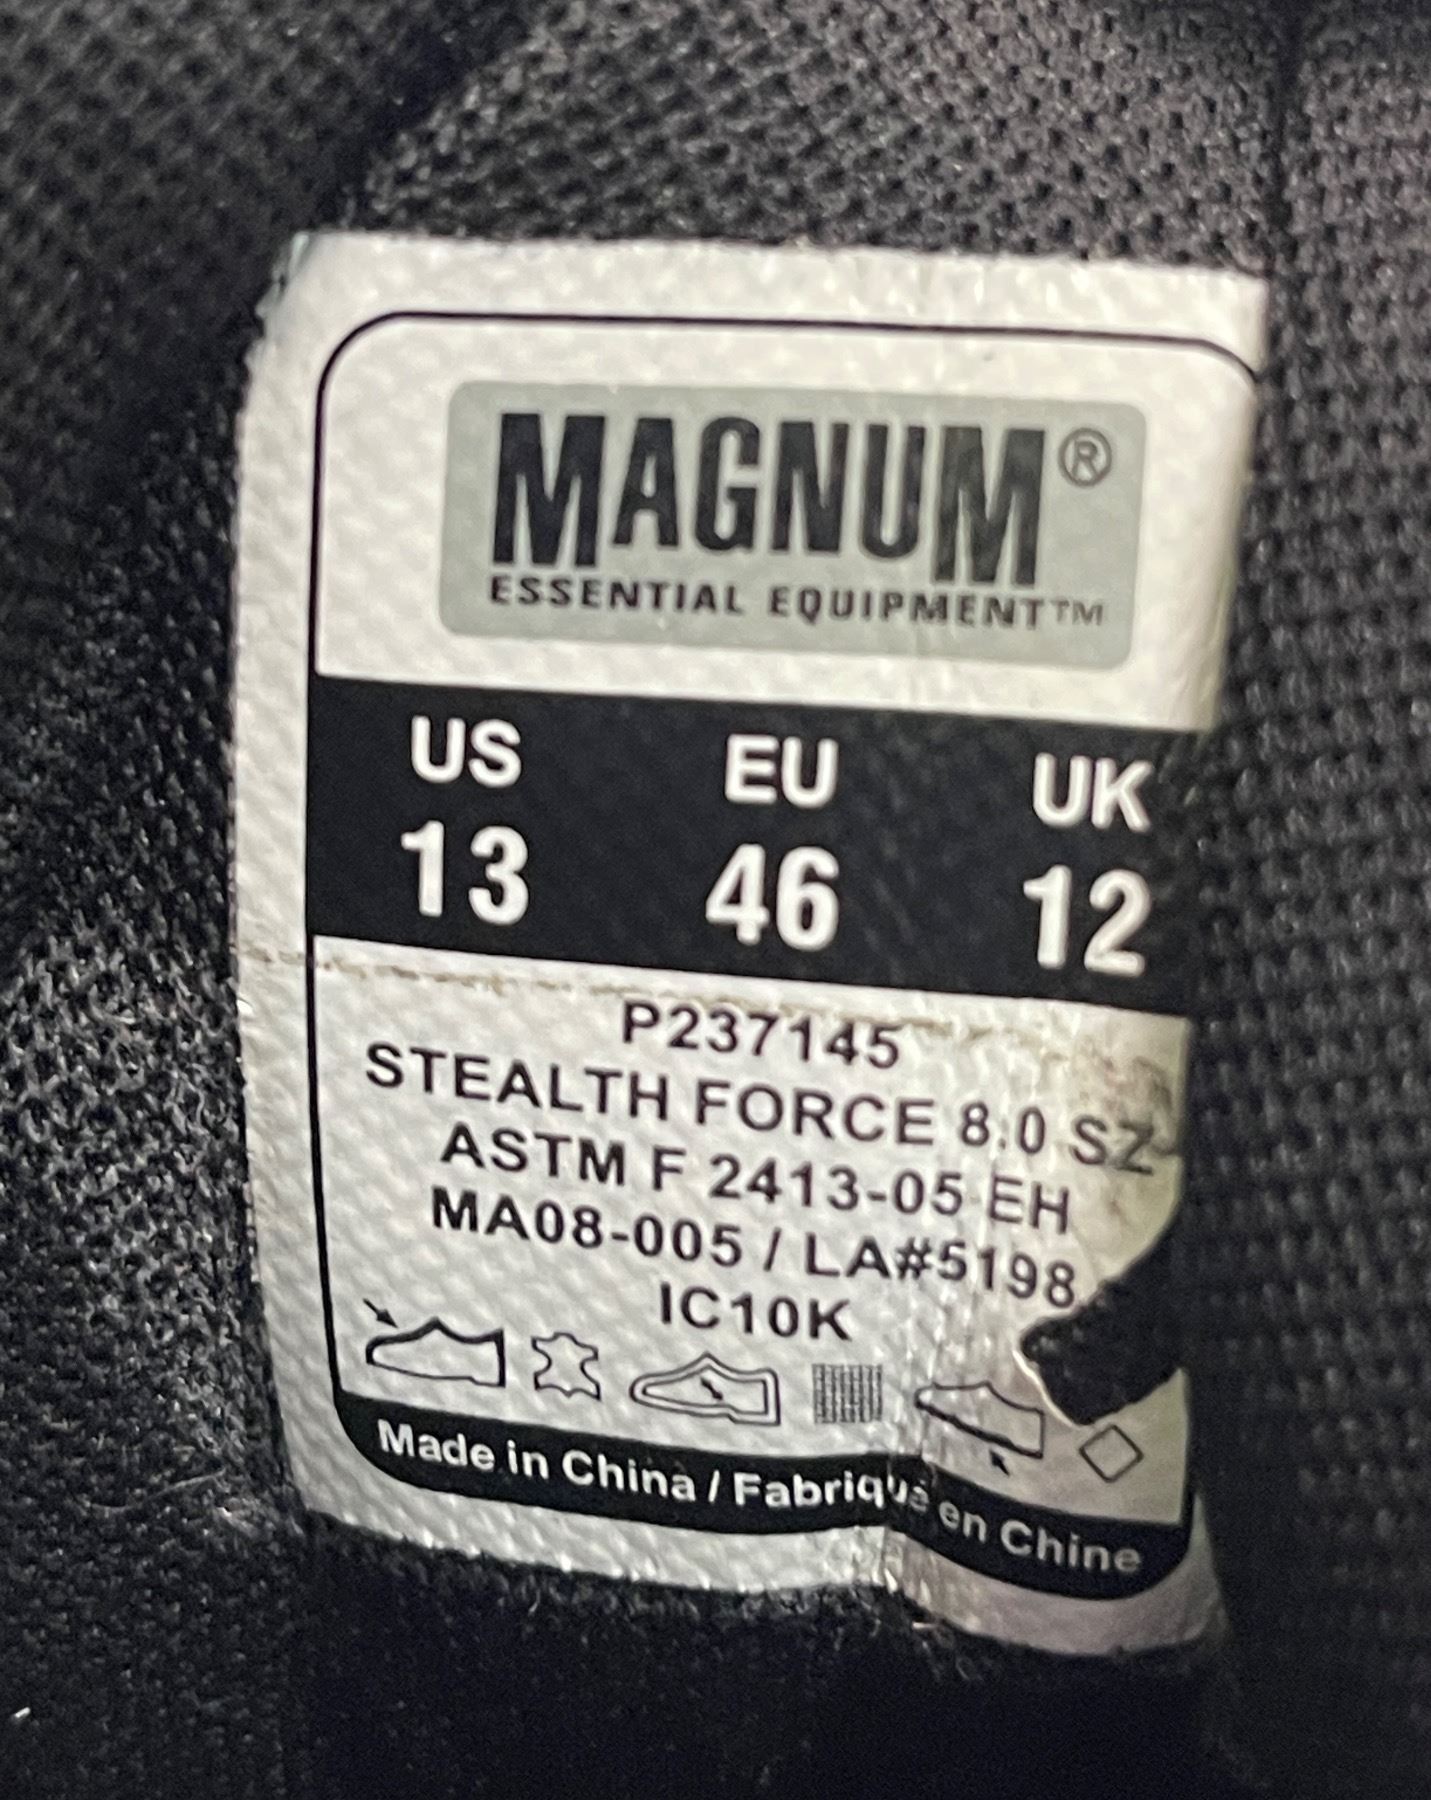 MAGNUM®
ESSENTIAL EQUIPMENT™
US EU UK
13 46 12
P237145
STEALTH FORCE 8.0 SZ
ASTM F 2413-05 EH
MA08-005 / LA#5198
IC10K
Made in China / Fabriqué en Chine